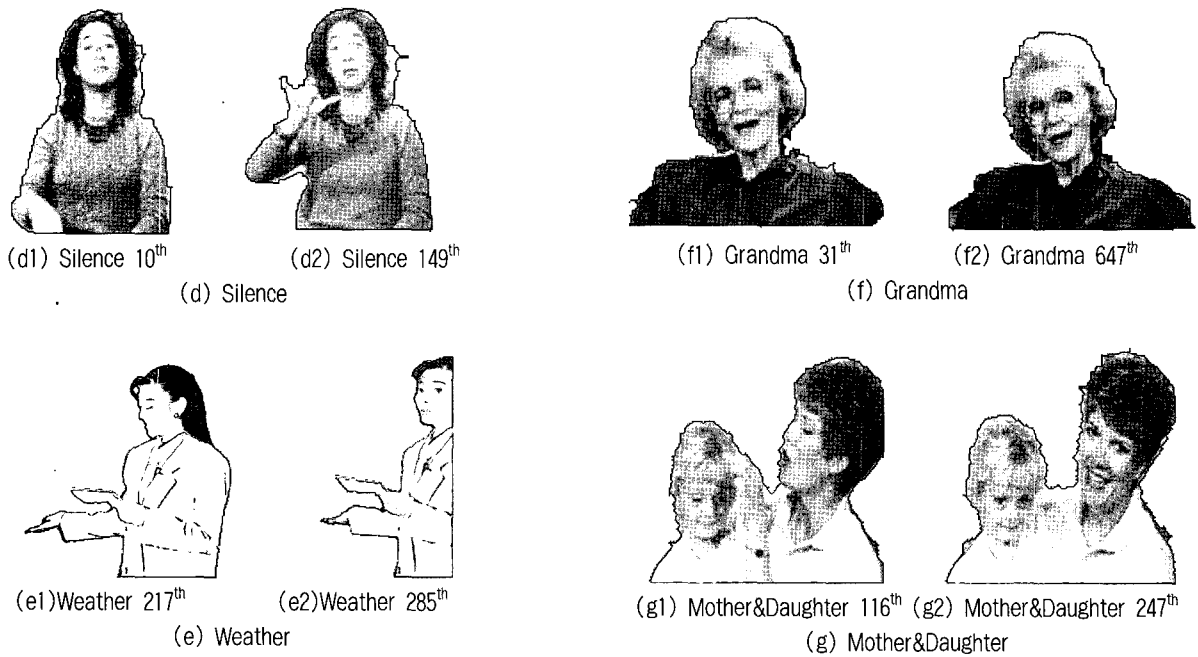 (d1) Silence 10th
(d2) Silence 149th
(d) Silence
(f1) Grandma 31th
(f2) Grandma 647th
(f) Grandma
(e1)Weather 217th
(e2)Weather 285th
(e) Weather
(g1) Mother&Daughter 116th
(g2) Mother&Daughter 247th
(g) Mother&Daughter